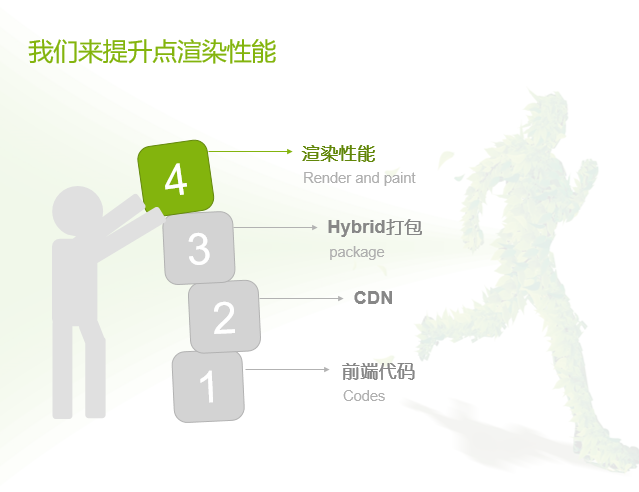 我们来提升点渲染性能
4
渲染性能
Render and paint
3
Hybrid打包
package
2
CDN
1
前端代码
Codes